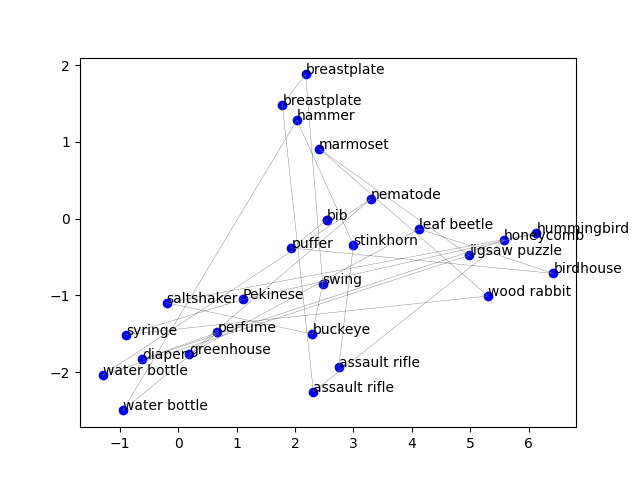 2
breastplate
breastplate
hammer
1
marmoset
nematode
0
bib
leaf beetle
hummingbird
honeycomb
puffer
stinkhorn
jigsaw puzzle
birdhouse
swing
−1
saltshaker
Pekinese
wood rabbit
syringe
perfume
buckeye
diaper
greenhouse
assault rifle
−2
water bottle
assault rifle
water bottle
−1 0 1 2 3 4 5 6